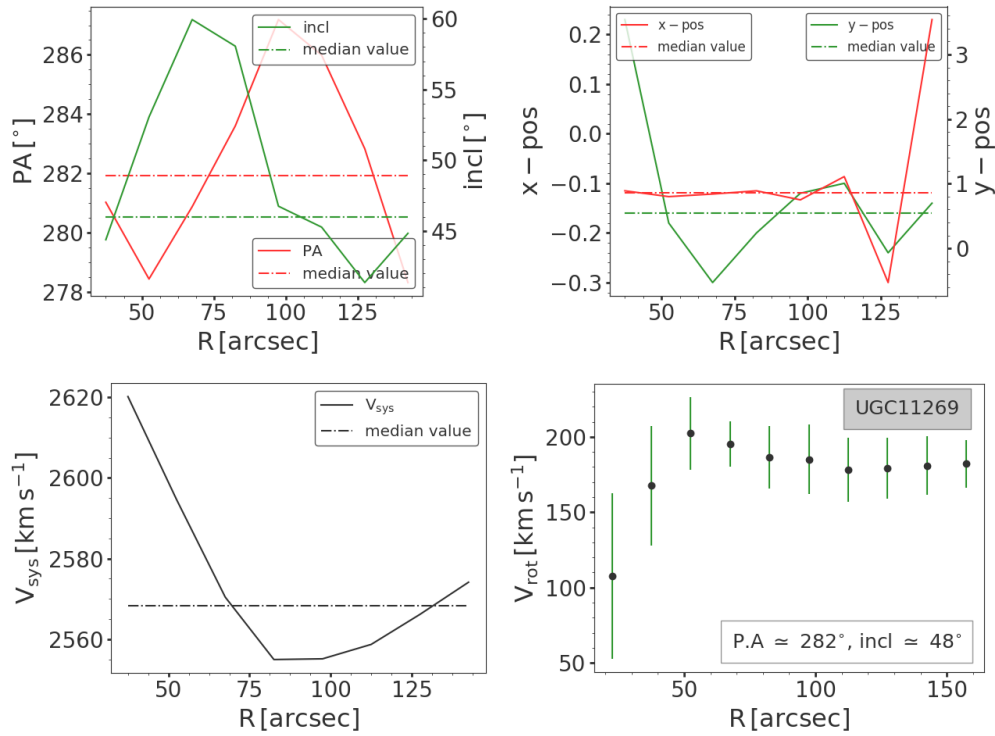 incl
median value
PA
median value
286
284
282
280
278
60
55
50
45
50
75
100
125
PA [°]
incl [°]
R [arcsec]
x − pos
median value
y − pos
median value
0.2
0.1
0.0
−0.1
−0.2
−0.3
3
2
1
0
50
75
100
125
x − pos
y − pos
R [arcsec]
V_sys
median value
2620
2600
2580
2560
50
75
100
125
V_sys [km s⁻¹]
R [arcsec]
UGC11269
200
150
100
50
50
100
150
V_rot [km s⁻¹]
P.A ≃ 282°, incl ≃ 48°
R [arcsec]